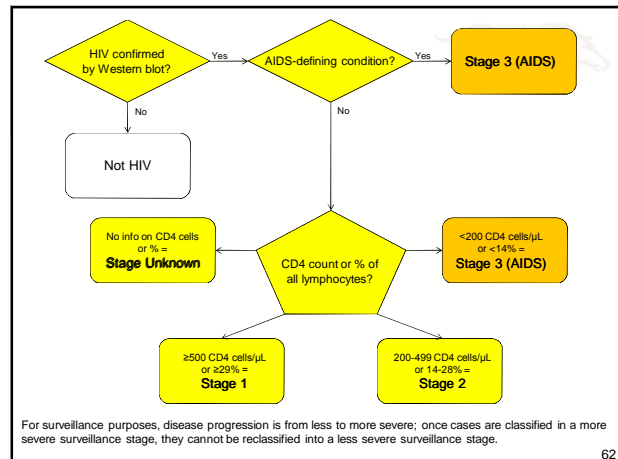 HIV confirmed
by Western blot?
Yes
AIDS-defining condition?
Yes
Stage 3 (AIDS)
No
No
Not HIV
No info on CD4 cells
or % =
Stage Unknown
CD4 count or % of
all lymphocytes?
<200 CD4 cells/µL
or <14% =
Stage 3 (AIDS)
≥500 CD4 cells/µL
or ≥29% =
Stage 1
200-499 CD4 cells/µL
or 14-28% =
Stage 2
For surveillance purposes, disease progression is from less to more severe; once cases are classified in a more
severe surveillance stage, they cannot be reclassified into a less severe surveillance stage.
62